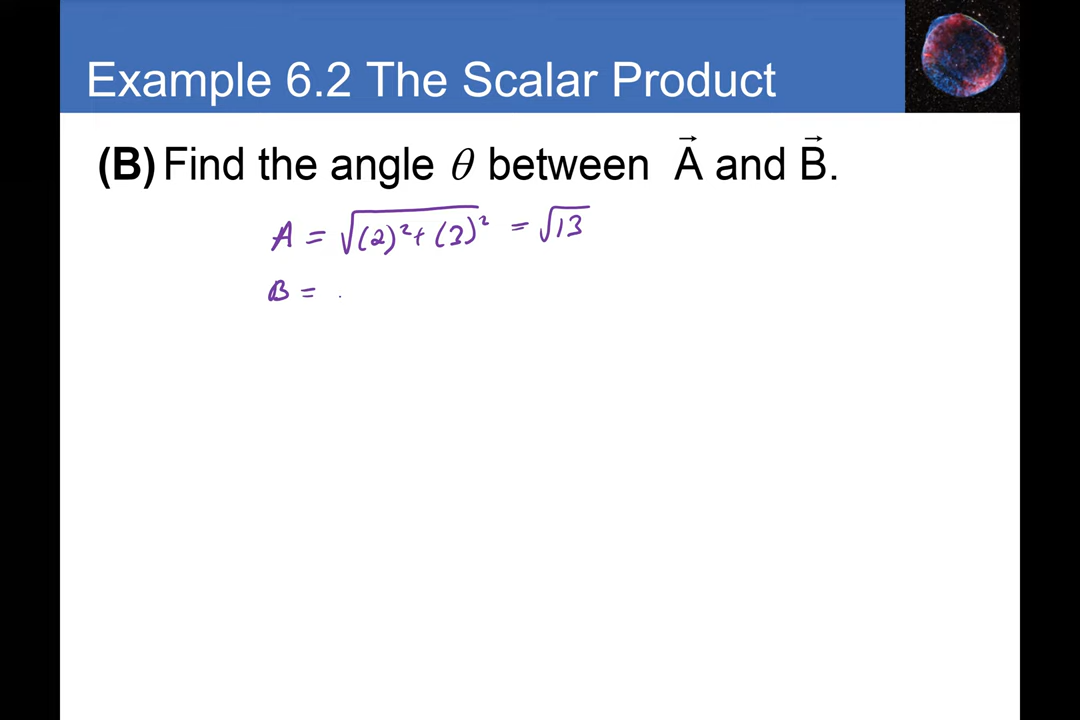 Example 6.2 The Scalar Product
(B) Find the angle θ between A⃗ and B⃗.
A = √(2)² + (3)² = √13
B =